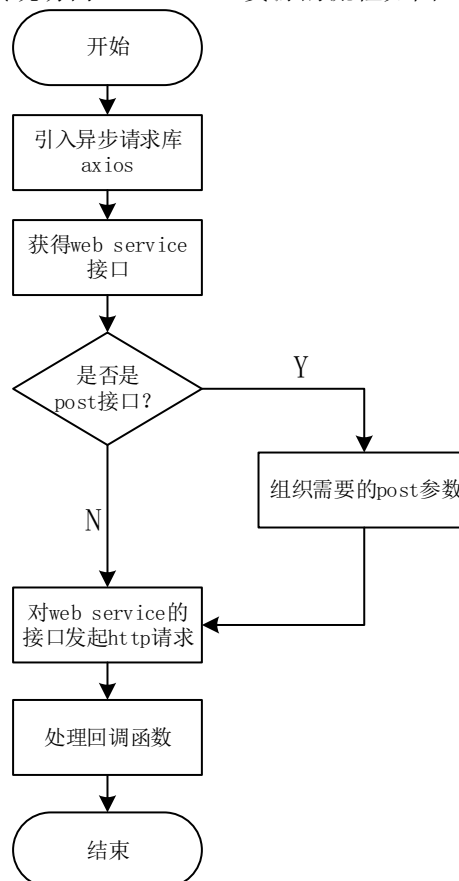 开始
引入异步请求库
axios
获得web service
接口
是否是
post接口？
Y
组织需要的post参数
N
对web service的
接口发起http请求
处理回调函数
结束